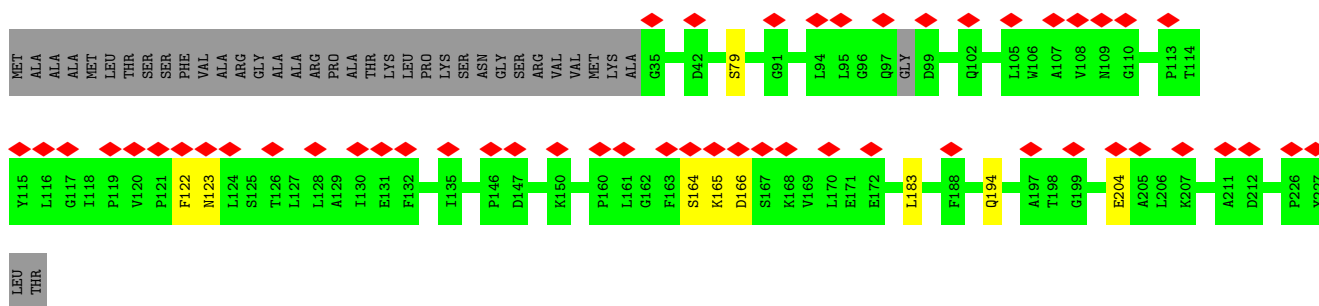 MET ALA ALA ALA MET LEU THR SER SER PHE VAL ALA ARG GLY ALA ALA ARG PRO ALA THR LYS LEU PRO LYS SER ASN GLY SER ARG VAL VAL MET LYS ALA G35 D42 S79 G91 L94 L95 G96 Q97 GLY D99 Q102 L105 W106 A107 V108 N109 G110 P113 T114
Y115 L116 G117 I118 P119 V120 P121 F122 N123 L124 S125 T126 L127 L128 A129 I130 E131 F132 I135 P146 D147 K150 P160 L161 G162 F163 S164 K165 D166 S167 K168 V169 L170 E171 E172 L183 F188 Q194 A197 T198 G199 E204 A205 L206 K207 A211 D212 P226
LEU THR